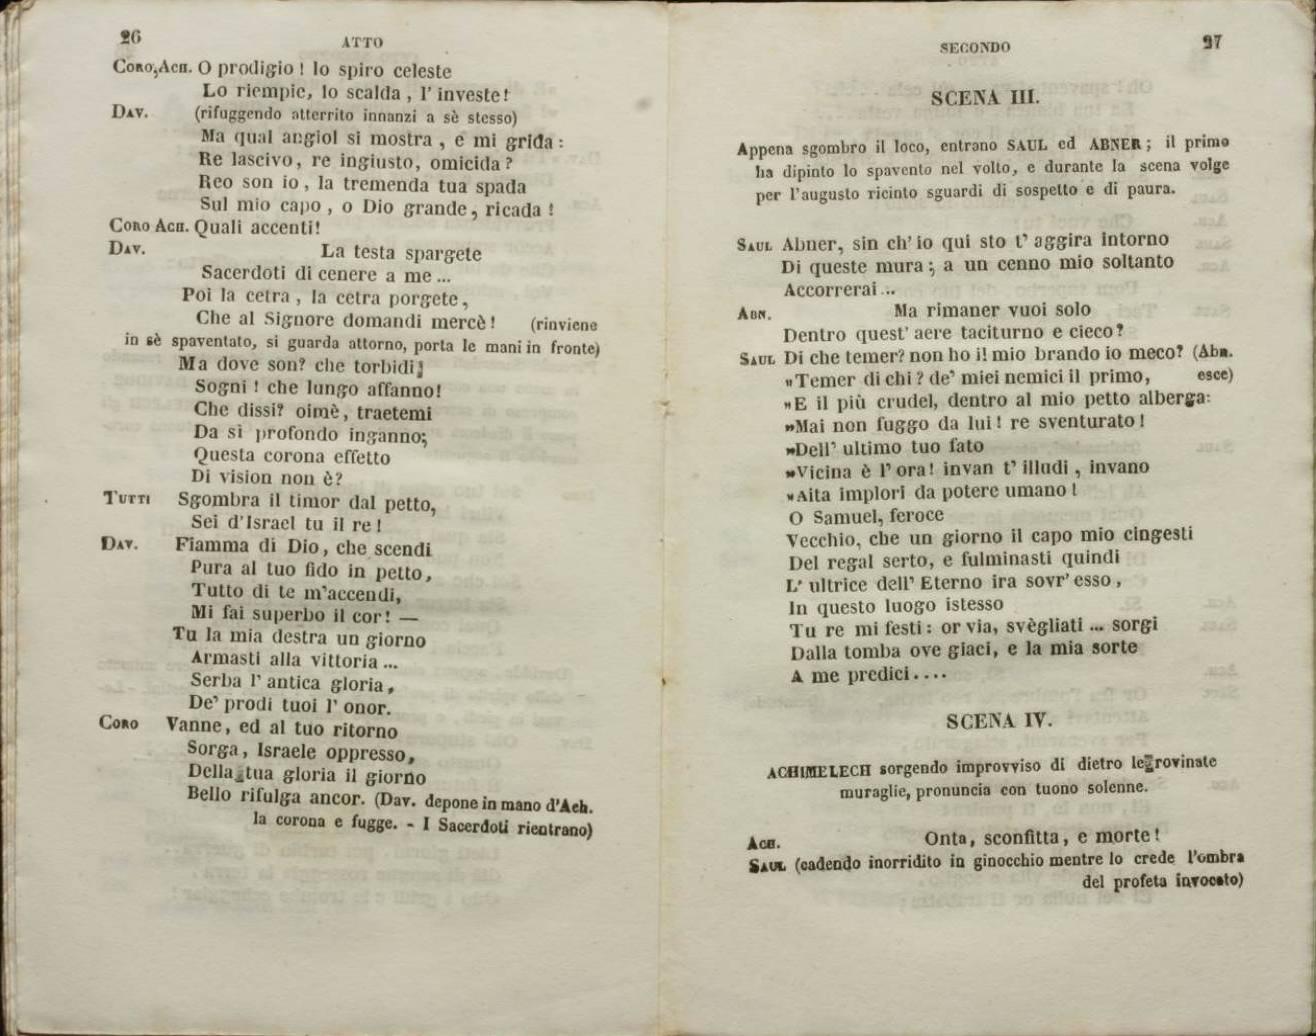 26
ATTO
CORO, ACH. O prodigio! lo spiro celeste
Lo riempie, lo scalda, l'investe!
DAV. (rifuggendo atterrito innanzi a sè stesso)
Ma qual angiol si mostra, e mi grida:
Re lascivo, re ingiusto, omicida?
Reo son io, la tremenda tua spada
Sul mio capo, o Dio grande, ricada!
CORO ACH. Quali accenti!
DAV. La testa spargete
Sacerdoti di cenere a me...
Poi la cetra, la cetra porgete,
Che al Signore domandi mercè! (rinviene
in sè spaventato, si guarda attorno, porta le mani in fronte)
Ma dove son? che torbidi
Sogni! che lungo affanno!
Che dissi? oimè, traetemi
Da sì profondo inganno;
Questa corona effetto
Di vision non è?
TUTTI Sgombra il timor dal petto,
Sei d'Israel tu il re!
DAV. Fiamma di Dio, che scendi
Pura al tuo fido in petto,
Tutto di te m'accendi,
Mi fai superbo il cor! —
Tu la mia destra un giorno
Armasti alla vittoria...
Serba l'antica gloria,
De' prodi tuoi l'onor.
CORO Vanne, ed al tuo ritorno
Sorga, Israele oppresso,
Della tua gloria il giorno
Bello rifulga ancor. (Dav. depone in mano d'Ach.
la corona e fugge. - I Sacerdoti rientrano)
SECONDO
27
SCENA III.
Appena sgombro il loco, entrano SAUL ed ABNER; il primo
ha dipinto lo spavento nel volto, e durante la scena volge
per l'augusto ricinto sguardi di sospetto e di paura.
SAUL Abner, sin ch'io qui sto t'aggira intorno
Di queste mura; a un cenno mio soltanto
Accorrerai...
ABN. Ma rimaner vuoi solo
Dentro quest'aere taciturno e cieco?
SAUL Di che temer? non ho il mio brando io meco? (Abn.
»Temer di chi? de' miei nemici il primo, esce)
»E il più crudel, dentro al mio petto alberga:
»Mai non fuggo da lui! re sventurato!
»Dell'ultimo tuo fato
»Vicina è l'ora! invan t'illudi, invano
»Aita implori da potere umano!
O Samuel, feroce
Vecchio, che un giorno il capo mio cingesti
Del regal serto, e fulminasti quindi
L'ultrice dell'Eterno ira sovr'esso,
In questo luogo istesso
Tu re mi festi: or via, svègliati... sorgi
Dalla tomba ove giaci, e la mia sorte
A me predici....
SCENA IV.
ACHIMELECH sorgendo improvviso di dietro le rovinate
muraglie, pronuncia con tuono solenne.
ACH. Onta, sconfitta, e morte!
SAUL (cadendo inorridito in ginocchio mentre lo crede l'ombra
del profeta invocato)